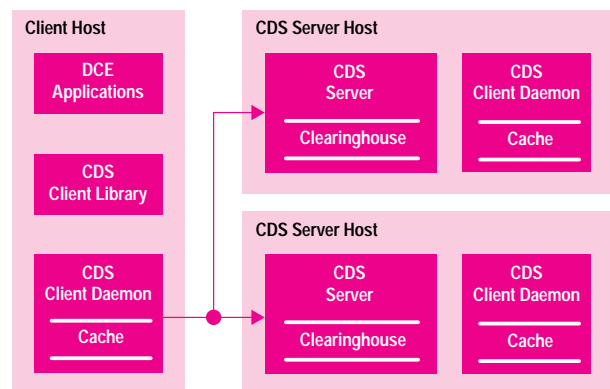 Client Host
DCE
Applications
CDS
Client Library
CDS
Client Daemon
Cache
CDS Server Host
CDS
Server
Clearinghouse
CDS
Client Daemon
Cache
CDS Server Host
CDS
Server
Clearinghouse
CDS
Client Daemon
Cache